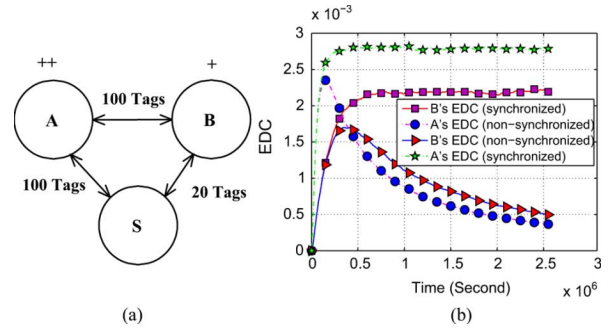 ++
+
A
B
100 Tags
100 Tags
20 Tags
S
(a)
x 10⁻³
3
2.5
2
1.5
1
0.5
0
EDC
B's EDC (synchronized)
A's EDC (non-synchronized)
B's EDC (non-synchronized)
A's EDC (synchronized)
0 0.5 1 1.5 2 2.5 3
Time (Second)
x 10⁶
(b)